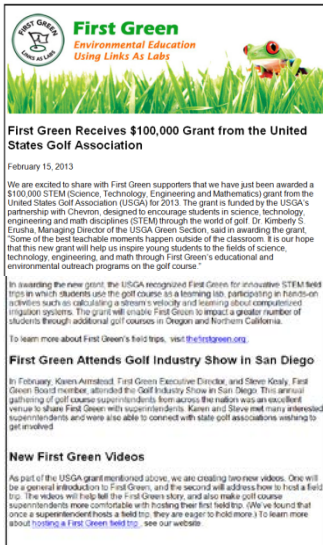 FIRST GREEN
LINKS AS LABS
First Green
Environmental Education
Using Links As Labs
First Green Receives $100,000 Grant from the United
States Golf Association
February 15, 2013
We are excited to share with First Green supporters that we have just been awarded a
$100,000 STEM (Science, Technology, Engineering and Mathematics) grant from the
United States Golf Association (USGA) for 2013. The grant is funded by the USGA's
partnership with Chevron, designed to encourage students in science, technology,
engineering and math disciplines (STEM) through the world of golf. Dr. Kimberly S.
Erusha, Managing Director of the USGA Green Section, said in awarding the grant,
"Some of the best teachable moments happen outside of the classroom. It is our hope
that this new grant will help us inspire young students to the fields of science,
technology, engineering, and math through First Green's educational and
environmental outreach programs on the golf course."
In awarding the new grant, the USGA recognized First Green for innovative STEM field
trips in which students use the golf course as a learning lab, participating in hands-on
activities such as calculating a stream's velocity and learning about computerized
irrigation systems. The grant will enable First Green to impact a greater number of
students through additional golf courses in Oregon and Northern California.
To learn more about First Green's field trips, visit thefirstgreen.org.
First Green Attends Golf Industry Show in San Diego
In February, Karen Armstead, First Green Executive Director, and Steve Kealy, First
Green Board member, attended the Golf Industry Show in San Diego. This annual
gathering of golf course superintendents from across the nation was an excellent
venue to share First Green with superintendents. Karen and Steve met many interested
superintendents and were also able to connect with state golf associations wishing to
get involved.
New First Green Videos
As part of the USGA grant mentioned above, we are creating two new videos. One will
be a general introduction to First Green, and the second will address how to host a field
trip. The videos will help tell the First Green story, and also make golf course
superintendents more comfortable with hosting their first field trip. (We've found that
once a superintendent hosts a field trip, they are eager to hold more.) To learn more
about hosting a First Green field trip, see our website.